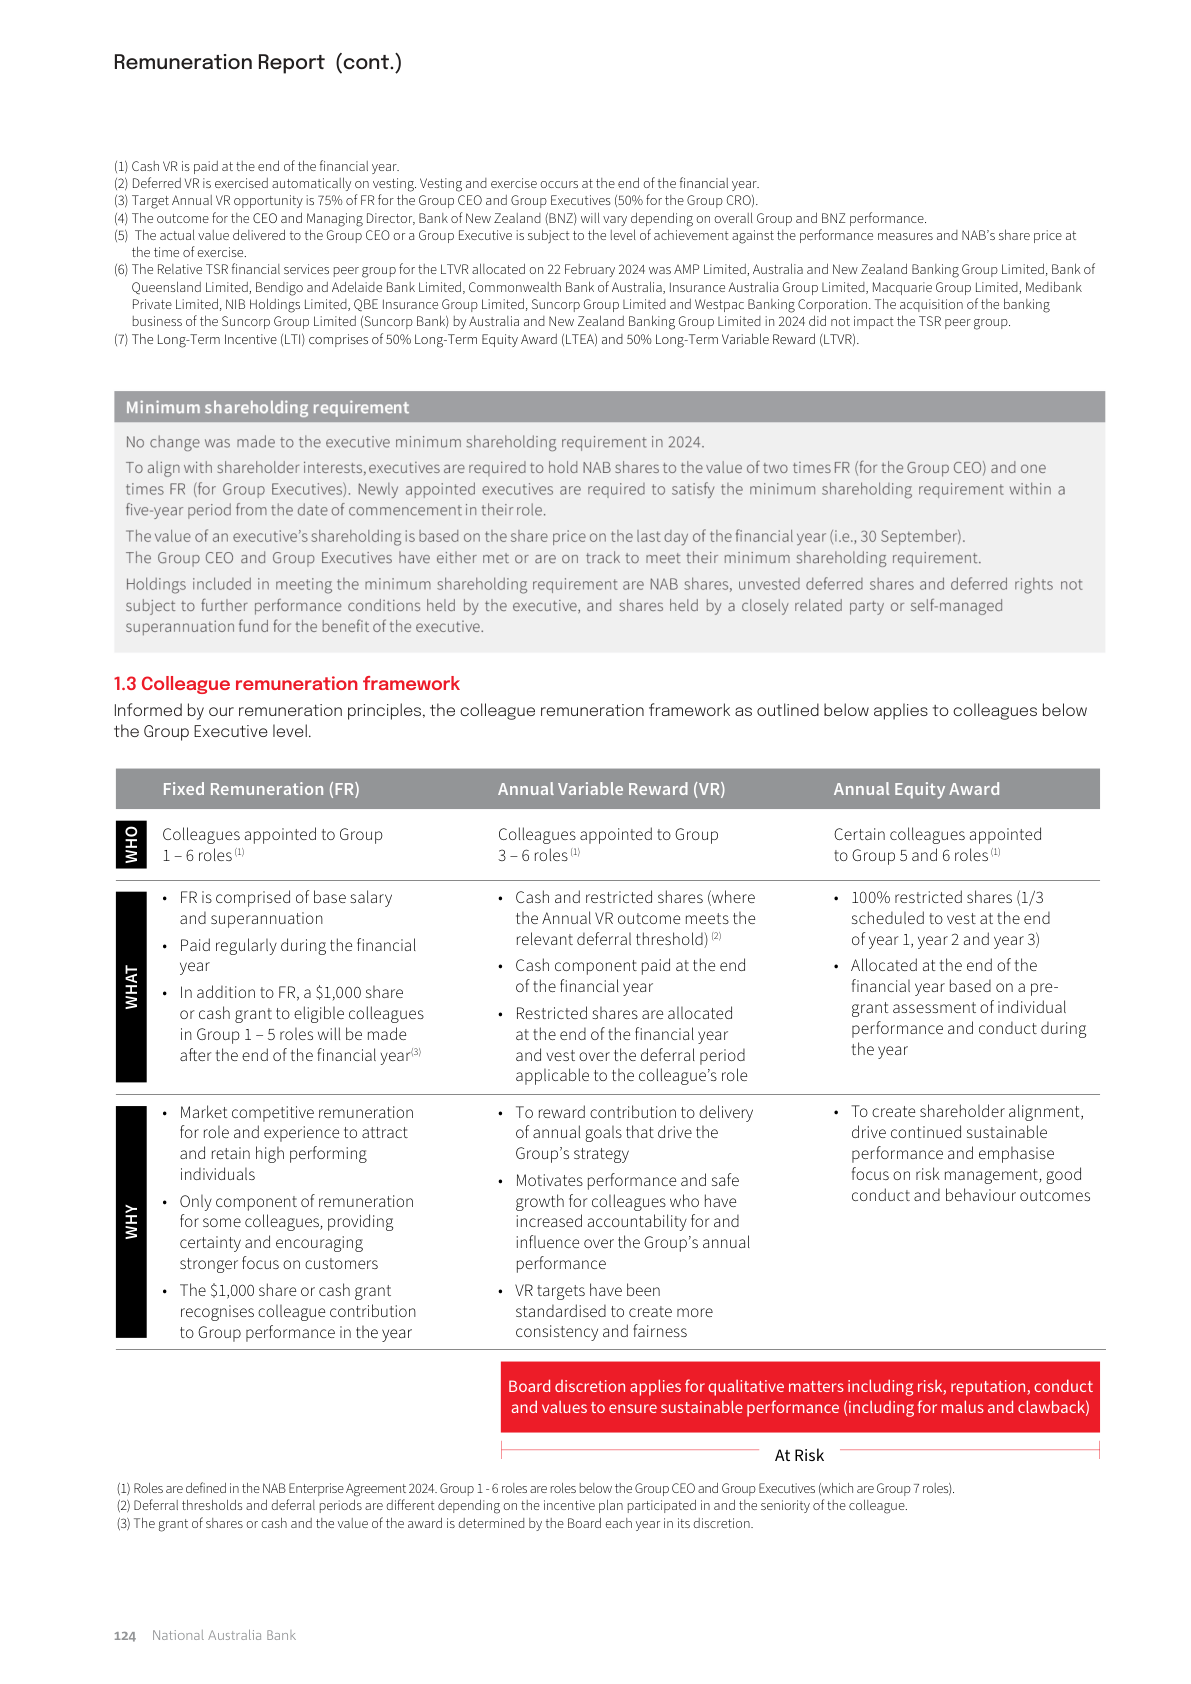 Remuneration Report (cont.)
(1) Cash VR is paid at the end of the financial year.
(2) Deferred VR is exercised automatically on vesting. Vesting and exercise occurs at the end of the financial year.
(3) Target Annual VR opportunity is 75% of FR for the Group CEO and Group Executives (50% for the Group CRO).
(4) The outcome for the CEO and Managing Director, Bank of New Zealand (BNZ) will vary depending on overall Group and BNZ performance.
(5) The actual value delivered to the Group CEO or a Group Executive is subject to the level of achievement against the performance measures and NAB's share price at
the time of exercise.
(6) The Relative TSR financial services peer group for the LTVR allocated on 22 February 2024 was AMP Limited, Australia and New Zealand Banking Group Limited, Bank of
Queensland Limited, Bendigo and Adelaide Bank Limited, Commonwealth Bank of Australia, Insurance Australia Group Limited, Macquarie Group Limited, Medibank
Private Limited, NIB Holdings Limited, QBE Insurance Group Limited, Suncorp Group Limited and Westpac Banking Corporation. The acquisition of the banking
business of the Suncorp Group Limited (Suncorp Bank) by Australia and New Zealand Banking Group Limited in 2024 did not impact the TSR peer group.
(7) The Long-Term Incentive (LTI) comprises of 50% Long-Term Equity Award (LTEA) and 50% Long-Term Variable Reward (LTVR).
Minimum shareholding requirement
No change was made to the executive minimum shareholding requirement in 2024.
To align with shareholder interests, executives are required to hold NAB shares to the value of two times FR (for the Group CEO) and one
times FR (for Group Executives). Newly appointed executives are required to satisfy the minimum shareholding requirement within a
five-year period from the date of commencement in their role.
The value of an executive's shareholding is based on the share price on the last day of the financial year (i.e., 30 September).
The Group CEO and Group Executives have either met or are on track to meet their minimum shareholding requirement.
Holdings included in meeting the minimum shareholding requirement are NAB shares, unvested deferred shares and deferred rights not
subject to further performance conditions held by the executive, and shares held by a closely related party or self-managed
superannuation fund for the benefit of the executive.
1.3 Colleague remuneration framework
Informed by our remuneration principles, the colleague remuneration framework as outlined below applies to colleagues below
the Group Executive level.
Fixed Remuneration (FR)
Annual Variable Reward (VR)
Annual Equity Award
WHO
Colleagues appointed to Group
1 – 6 roles (1)
Colleagues appointed to Group
3 – 6 roles (1)
Certain colleagues appointed
to Group 5 and 6 roles (1)
WHAT
• FR is comprised of base salary
and superannuation
• Paid regularly during the financial
year
• In addition to FR, a $1,000 share
or cash grant to eligible colleagues
in Group 1 – 5 roles will be made
after the end of the financial year(3)
• Cash and restricted shares (where
the Annual VR outcome meets the
relevant deferral threshold) (2)
• Cash component paid at the end
of the financial year
• Restricted shares are allocated
at the end of the financial year
and vest over the deferral period
applicable to the colleague's role
• 100% restricted shares (1/3
scheduled to vest at the end
of year 1, year 2 and year 3)
• Allocated at the end of the
financial year based on a pre-
grant assessment of individual
performance and conduct during
the year
WHY
• Market competitive remuneration
for role and experience to attract
and retain high performing
individuals
• Only component of remuneration
for some colleagues, providing
certainty and encouraging
stronger focus on customers
• The $1,000 share or cash grant
recognises colleague contribution
to Group performance in the year
• To reward contribution to delivery
of annual goals that drive the
Group's strategy
• Motivates performance and safe
growth for colleagues who have
increased accountability for and
influence over the Group's annual
performance
• VR targets have been
standardised to create more
consistency and fairness
• To create shareholder alignment,
drive continued sustainable
performance and emphasise
focus on risk management, good
conduct and behaviour outcomes
Board discretion applies for qualitative matters including risk, reputation, conduct
and values to ensure sustainable performance (including for malus and clawback)
At Risk
(1) Roles are defined in the NAB Enterprise Agreement 2024. Group 1 - 6 roles are roles below the Group CEO and Group Executives (which are Group 7 roles).
(2) Deferral thresholds and deferral periods are different depending on the incentive plan participated in and the seniority of the colleague.
(3) The grant of shares or cash and the value of the award is determined by the Board each year in its discretion.
124 National Australia Bank